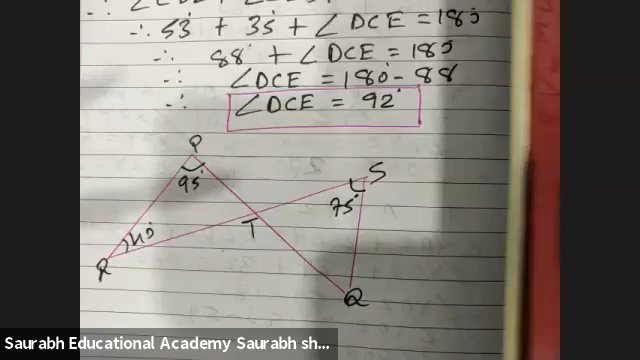 ∴ 53° + 35 + ∠DCE = 180
∴ 88° + ∠DCE = 180
∴ ∠DCE = 180 - 88
∴ ∠DCE = 92°
P
95°
S
75°
T
40°
R
Q
Saurabh Educational Academy Saurabh sh...